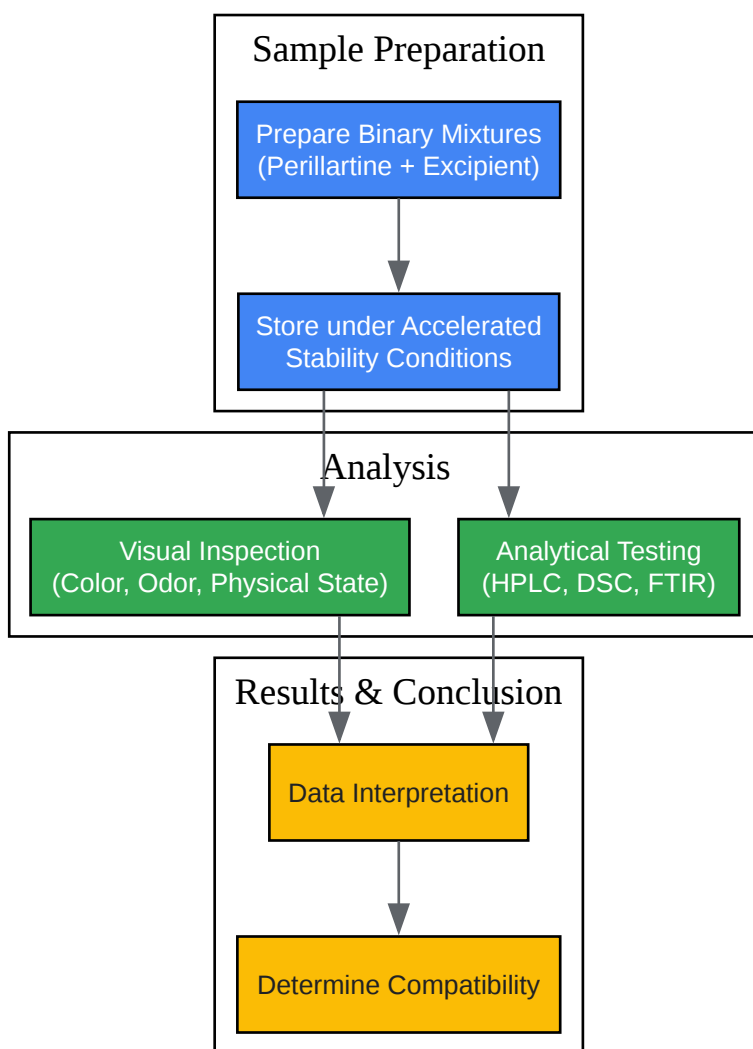 Sample Preparation
Prepare Binary Mixtures
(Perillartine + Excipient)
Store under Accelerated
Stability Conditions
Analysis
Visual Inspection
(Color, Odor, Physical State)
Analytical Testing
(HPLC, DSC, FTIR)
Results & Conclusion
Data Interpretation
Determine Compatibility